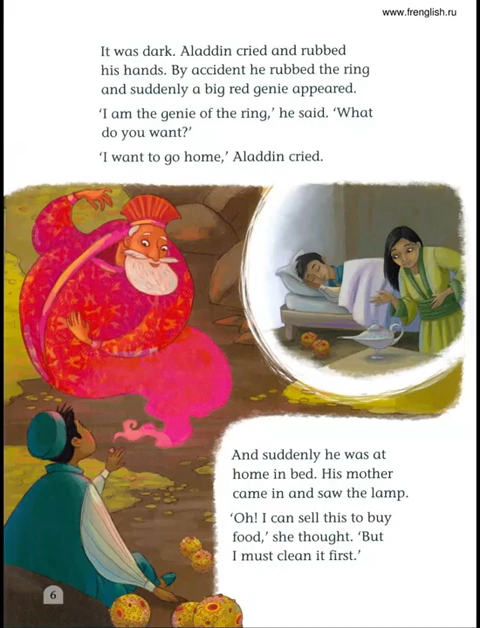 www.frenglish.ru
It was dark. Aladdin cried and rubbed
his hands. By accident he rubbed the ring
and suddenly a big red genie appeared.
‘I am the genie of the ring,’ he said. ‘What
do you want?’
‘I want to go home,’ Aladdin cried.
And suddenly he was at
home in bed. His mother
came in and saw the lamp.
‘Oh! I can sell this to buy
food,’ she thought. ‘But
I must clean it first.’
6